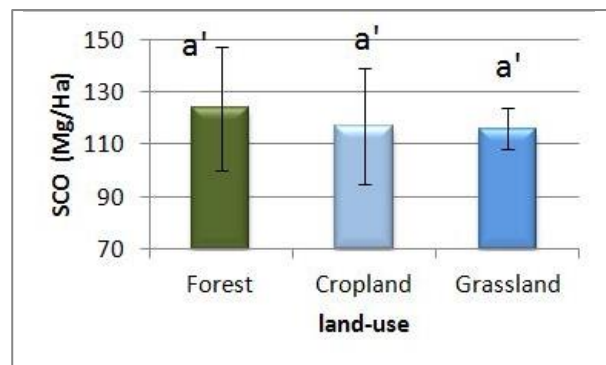 150
130
110
90
70
SCO (Mg/Ha)
a'
a'
a'
Forest
Cropland
Grassland
land-use